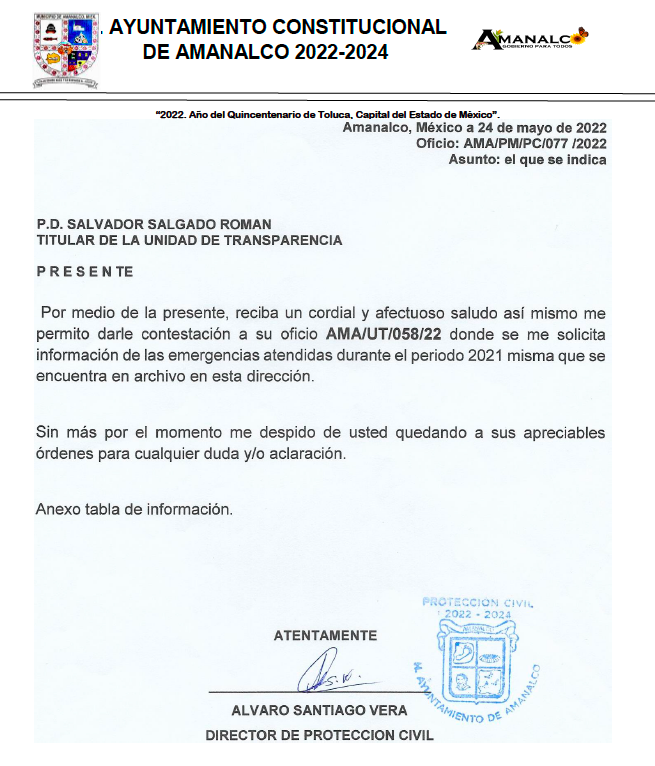 . AYUNTAMIENTO CONSTITUCIONAL
DE AMANALCO 2022-2024
AMANALCO
GOBIERNO PARA TODOS
"2022. Año del Quincentenario de Toluca, Capital del Estado de México".
Amanalco, México a 24 de mayo de 2022
Oficio: AMA/PM/PC/077 /2022
Asunto: el que se indica
P.D. SALVADOR SALGADO ROMAN
TITULAR DE LA UNIDAD DE TRANSPARENCIA
P R E S E N TE
Por medio de la presente, reciba un cordial y afectuoso saludo así mismo me
permito darle contestación a su oficio AMA/UT/058/22 donde se me solicita
información de las emergencias atendidas durante el periodo 2021 misma que se
encuentra en archivo en esta dirección.
Sin más por el momento me despido de usted quedando a sus apreciables
órdenes para cualquier duda y/o aclaración.
Anexo tabla de información.
PROTECCION CIVIL
2022 - 2024
AMANALCO
H. AYUNTAMIENTO DE AMANALCO
ATENTAMENTE
ALVARO SANTIAGO VERA
DIRECTOR DE PROTECCION CIVIL